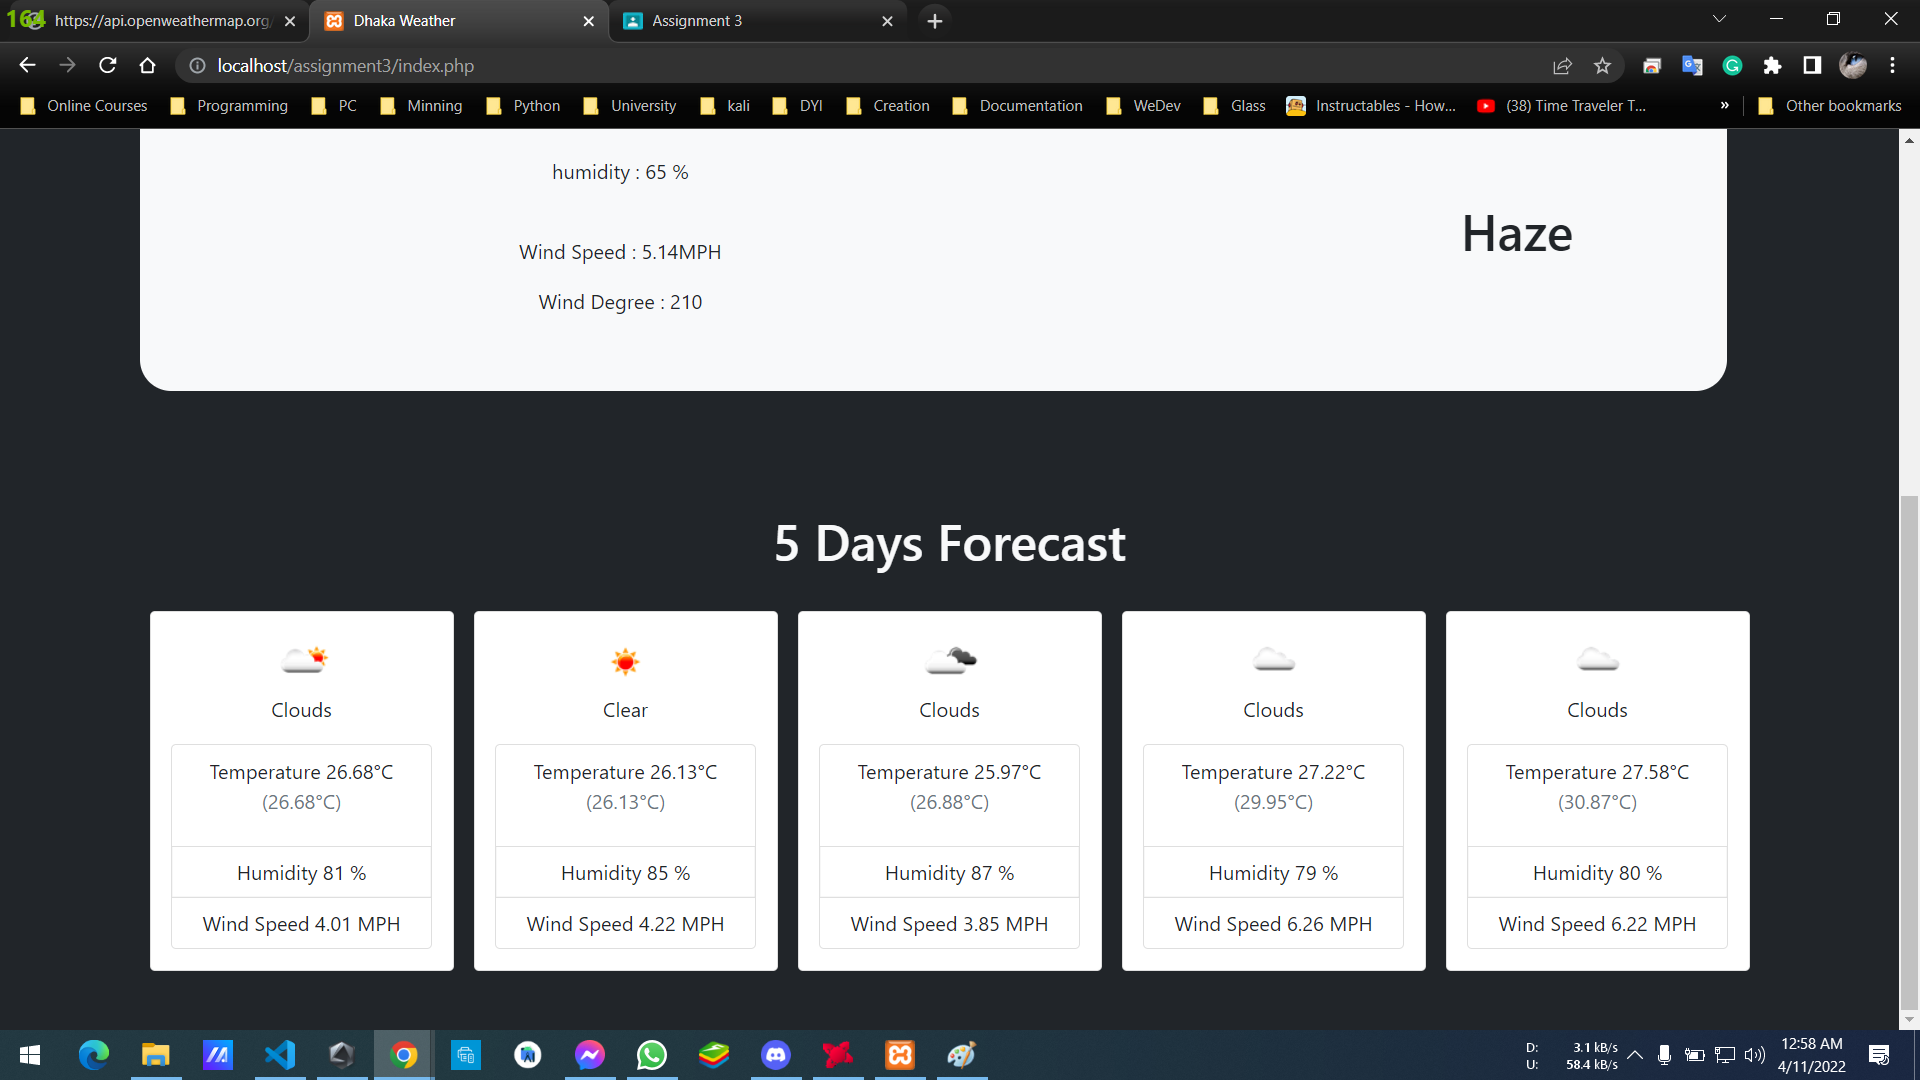 164
https://api.openweathermap.org/
Dhaka Weather
Assignment 3
localhost/assignment3/index.php
Online Courses
Programming
PC
Minning
Python
University
kali
DYI
Creation
Documentation
WeDev
Glass
Instructables - How...
(38) Time Traveler T...
»
Other bookmarks
humidity : 65 %
Haze
Wind Speed : 5.14MPH
Wind Degree : 210
5 Days Forecast
Clouds
Temperature 26.68°C
(26.68°C)
Humidity 81 %
Wind Speed 4.01 MPH
Clear
Temperature 26.13°C
(26.13°C)
Humidity 85 %
Wind Speed 4.22 MPH
Clouds
Temperature 25.97°C
(26.88°C)
Humidity 87 %
Wind Speed 3.85 MPH
Clouds
Temperature 27.22°C
(29.95°C)
Humidity 79 %
Wind Speed 6.26 MPH
Clouds
Temperature 27.58°C
(30.87°C)
Humidity 80 %
Wind Speed 6.22 MPH
D: 3.1 kB/s
U: 58.4 kB/s
12:58 AM
4/11/2022